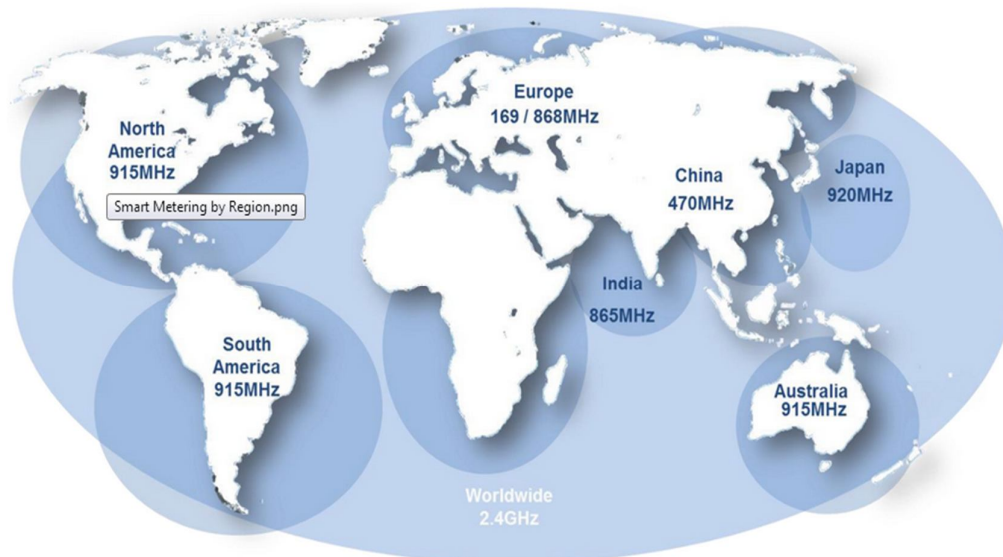 North
America
915MHz
Smart Metering by Region.png
Europe
169 / 868MHz
China
470MHz
Japan
920MHz
India
865MHz
South
America
915MHz
Australia
915MHz
Worldwide
2.4GHz